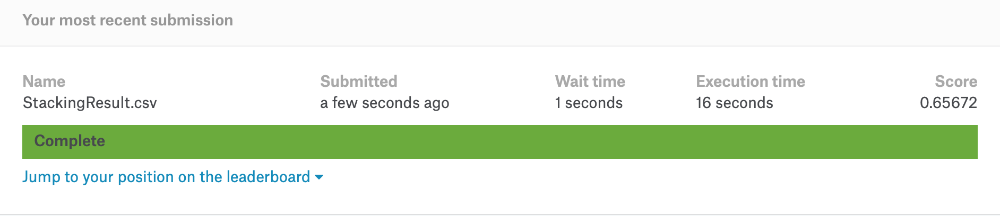 Your most recent submission
Name Submitted Wait time Execution time Score
StackingResult.csv a few seconds ago 1 seconds 16 seconds 0.65672
Complete
Jump to your position on the leaderboard